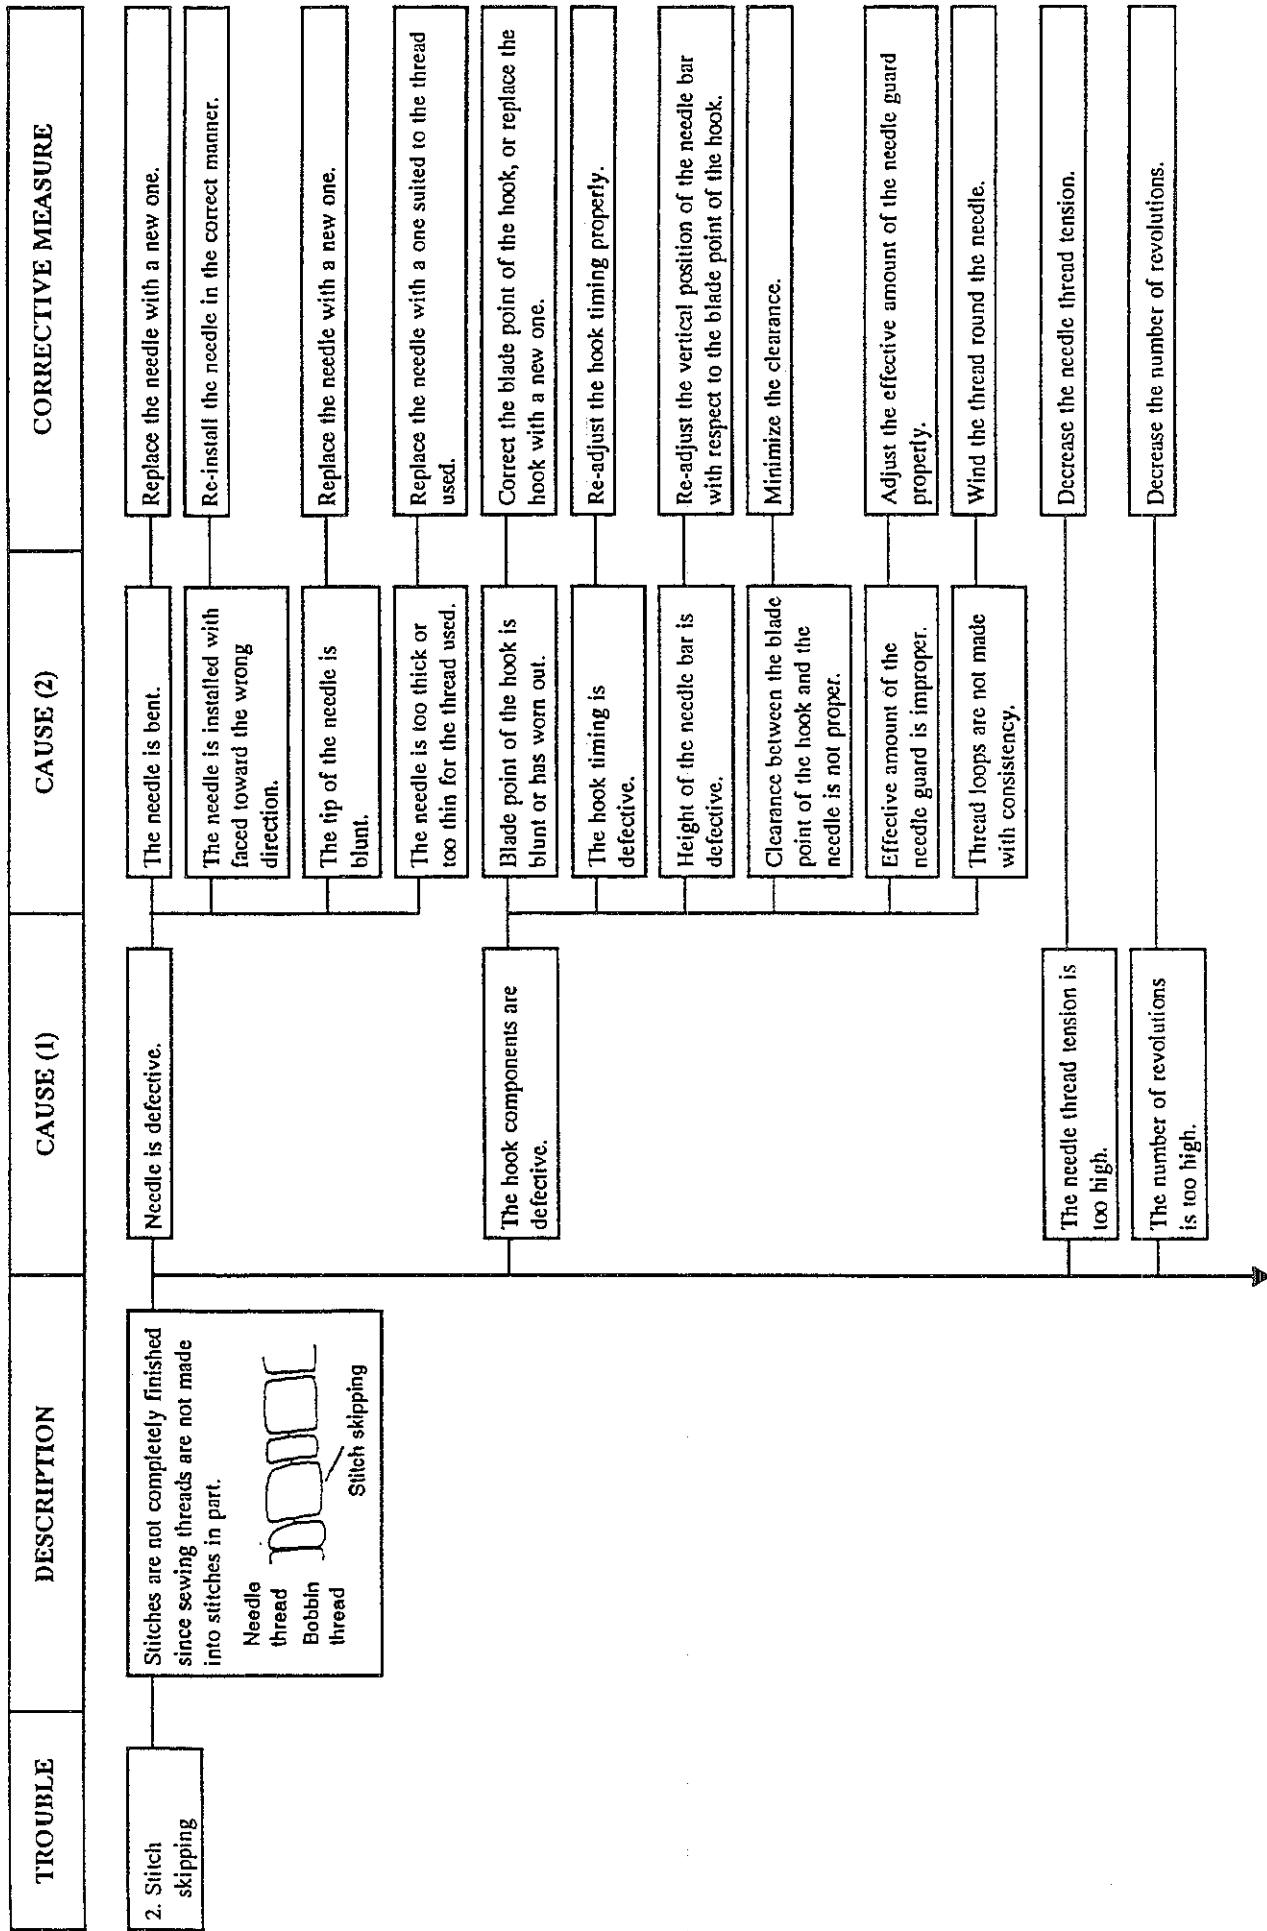 TROUBLE
DESCRIPTION
CAUSE (1)
CAUSE (2)
CORRECTIVE MEASURE
2. Stitch
skipping
Stitches are not completely finished
since sewing threads are not made
into stitches in part.
Needle
thread
Bobbin
thread
Stitch skipping
Needle is defective.
The needle is bent.
Replace the needle with a new one.
The needle is installed with
faced toward the wrong
direction.
Re-install the needle in the correct manner.
The tip of the needle is
blunt.
Replace the needle with a new one.
The needle is too thick or
too thin for the thread used.
Replace the needle with a one suited to the thread
used.
The hook components are
defective.
Blade point of the hook is
blunt or has worn out.
Correct the blade point of the hook, or replace the
hook with a new one.
The hook timing is
defective.
Re-adjust the hook timing properly.
Height of the needle bar is
defective.
Re-adjust the vertical position of the needle bar
with respect to the blade point of the hook.
Clearance between the blade
point of the hook and the
needle is not proper.
Minimize the clearance.
Effective amount of the
needle guard is improper.
Adjust the effective amount of the needle guard
properly.
Thread loops are not made
with consistency.
Wind the thread round the needle.
The needle thread tension is
too high.
Decrease the needle thread tension.
The number of revolutions
is too high.
Decrease the number of revolutions.